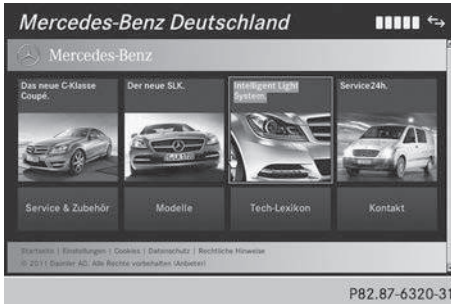 Mercedes-Benz Deutschland
Mercedes-Benz
Das neue C-Klasse
Coupé.
Der neue SLK.
Intelligent Light
System.
Service24h.
Service & Zubehör
Modelle
Tech-Lexikon
Kontakt
Startseite | Einstellungen | Cookies | Datenschutz | Rechtliche Hinweise
© 2011 Daimler AG. Alle Rechte vorbehalten (Anbieter)
P82.87-6320-31